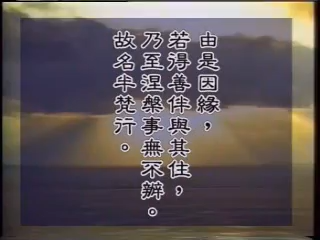 由是因緣，
若得善伴與其住，
乃至涅槃事無不辦。
故名半梵行。